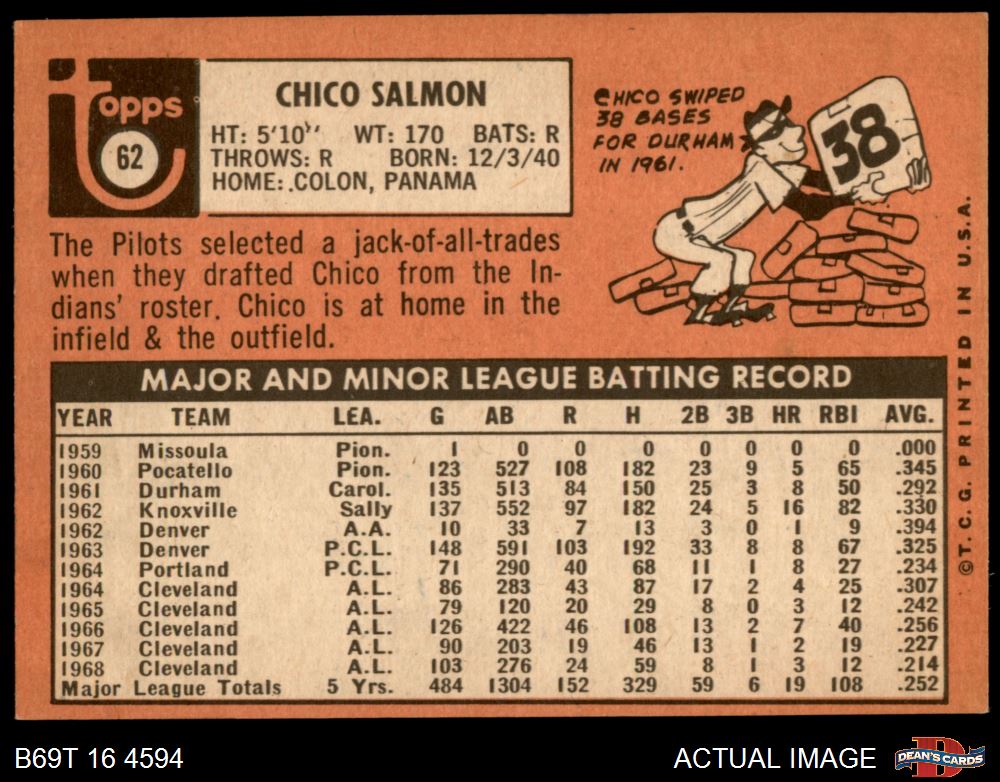 Topps
62
CHICO SALMON
HT: 5'10" WT: 170 BATS: R
THROWS: R BORN: 12/3/40
HOME: COLON, PANAMA
CHICO SWIPED
38 BASES
FOR DURHAM
IN 1961.
38
The Pilots selected a jack-of-all-trades
when they drafted Chico from the In-
dians' roster. Chico is at home in the
infield & the outfield.
MAJOR AND MINOR LEAGUE BATTING RECORD
YEAR TEAM LEA. G AB R H 2B 3B HR RBI AVG.
1959 Missoula Pion. 1 0 0 0 0 0 0 0 .000
1960 Pocatello Pion. 123 527 108 182 23 9 5 65 .345
1961 Durham Carol. 135 513 84 150 25 3 8 50 .292
1962 Knoxville Sally 137 552 97 182 24 5 16 82 .330
1962 Denver A.A. 10 33 7 13 3 0 1 9 .394
1963 Denver P.C.L. 148 591 103 192 33 8 8 67 .325
1964 Portland P.C.L. 71 290 40 68 11 1 8 27 .234
1964 Cleveland A.L. 86 283 43 87 17 2 4 25 .307
1965 Cleveland A.L. 79 120 20 29 8 0 3 12 .242
1966 Cleveland A.L. 126 422 46 108 13 2 7 40 .256
1967 Cleveland A.L. 90 203 19 46 13 1 2 19 .227
1968 Cleveland A.L. 103 276 24 59 8 1 3 12 .214
Major League Totals 5 Yrs. 484 1304 152 329 59 6 19 108 .252
©T.C.G. PRINTED IN U.S.A.
B69T 16 4594
ACTUAL IMAGE
D
DEAN'S CARDS